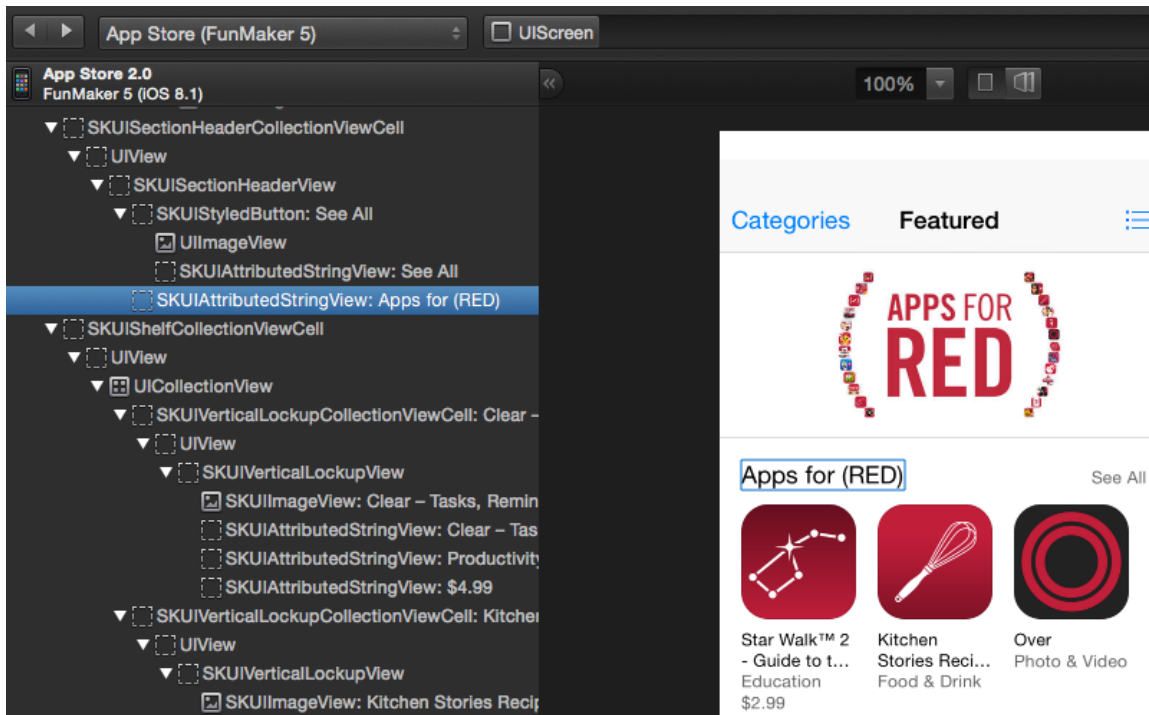 App Store (FunMaker 5)
UIScreen
App Store 2.0
FunMaker 5 (iOS 8.1)
100%
SKUISectionHeaderCollectionViewCell
UIView
SKUISectionHeaderView
SKUIStyledButton: See All
UIImageView
SKUIAttributedStringView: See All
SKUIAttributedStringView: Apps for (RED)
SKUIShelfCollectionViewCell
UIView
UICollectionView
SKUIVerticalLockupCollectionViewCell: Clear –
UIView
SKUIVerticalLockupView
SKUIImageView: Clear – Tasks, Remin
SKUIAttributedStringView: Clear – Tas
SKUIAttributedStringView: Productivity
SKUIAttributedStringView: $4.99
SKUIVerticalLockupCollectionViewCell: Kitchen
UIView
SKUIVerticalLockupView
SKUIImageView: Kitchen Stories Recip
Categories
Featured
APPS FOR
RED
Apps for (RED)
See All
Star Walk™ 2
- Guide to t...
Education
$2.99
Kitchen
Stories Reci...
Food & Drink
Over
Photo & Video